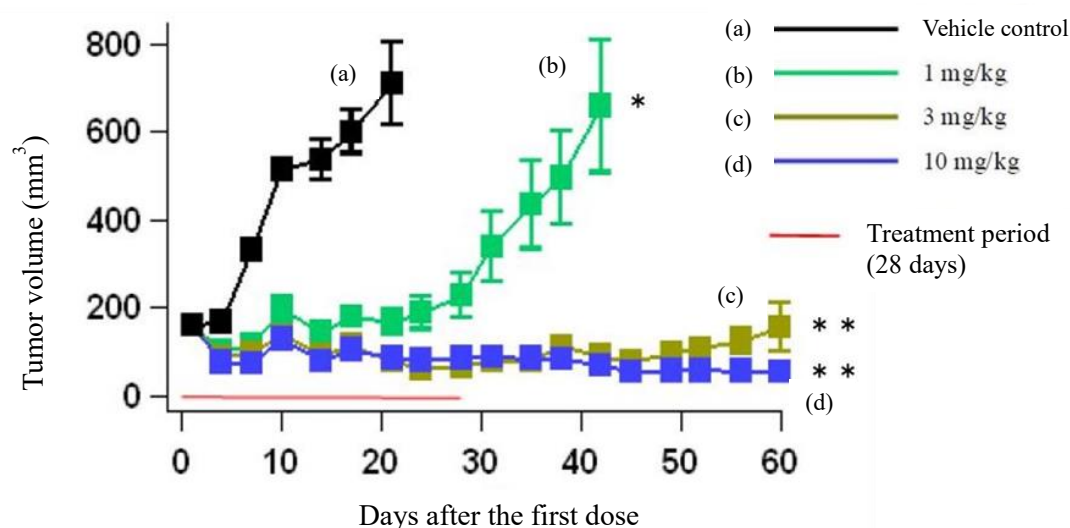 800
600
400
200
0
Tumor volume (mm³)
(a)
(b)
*
(c)
* *
* *
(d)
0 10 20 30 40 50 60
Days after the first dose
(a) Vehicle control
(b) 1 mg/kg
(c) 3 mg/kg
(d) 10 mg/kg
Treatment period
(28 days)